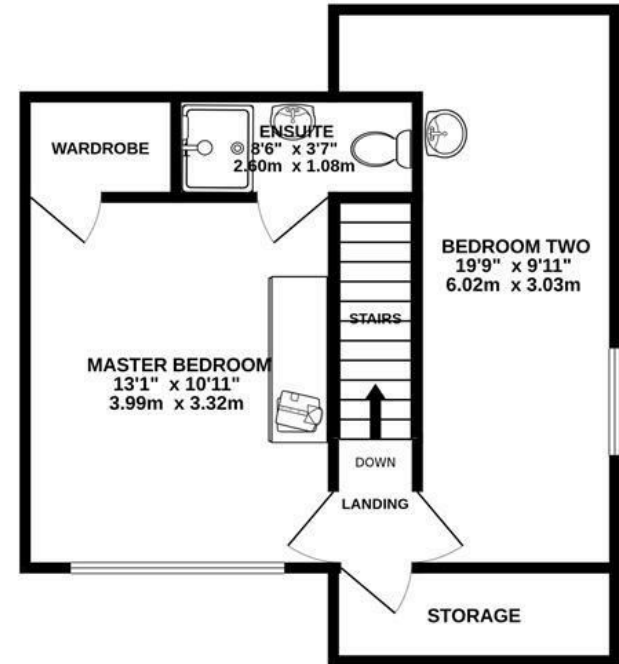 WARDROBE
ENSUITE
8'6" x 3'7"
2.60m x 1.08m
BEDROOM TWO
19'9" x 9'11"
6.02m x 3.03m
STAIRS
MASTER BEDROOM
13'1" x 10'11"
3.99m x 3.32m
DOWN
LANDING
STORAGE